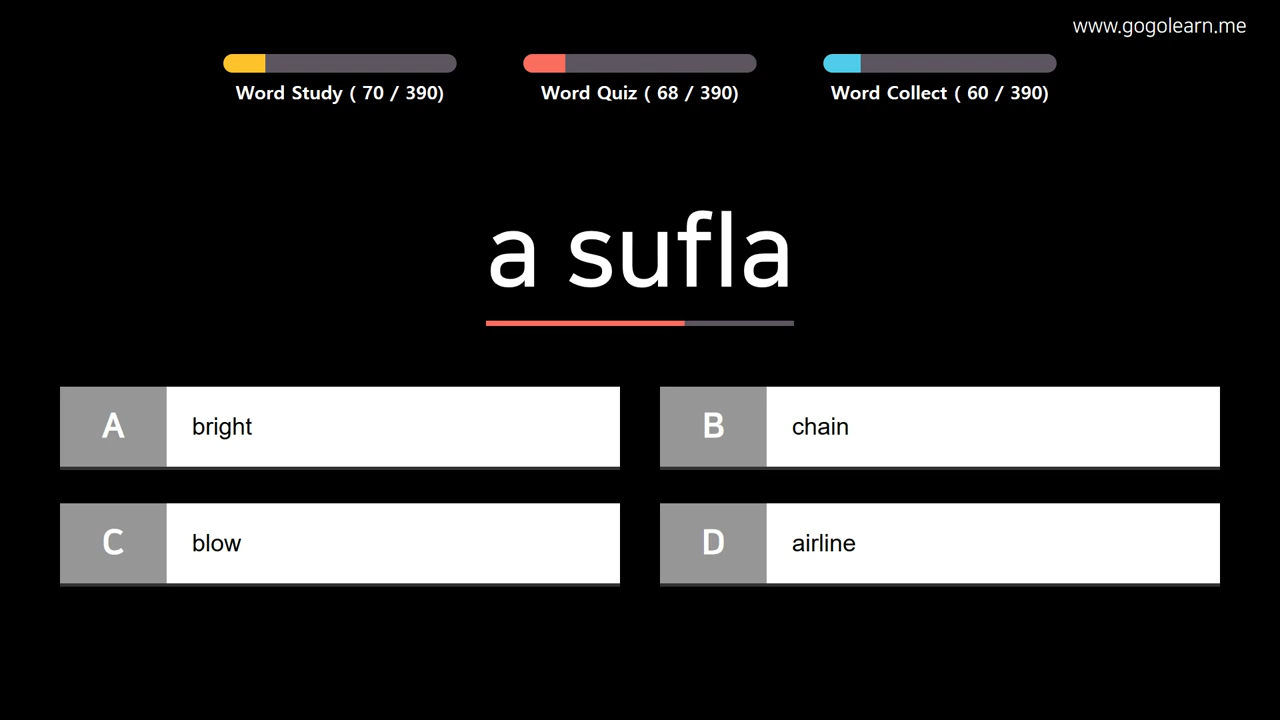 www.gogolearn.me
Word Study ( 70 / 390)
Word Quiz ( 68 / 390)
Word Collect ( 60 / 390)
a sufla
A bright
B chain
C blow
D airline